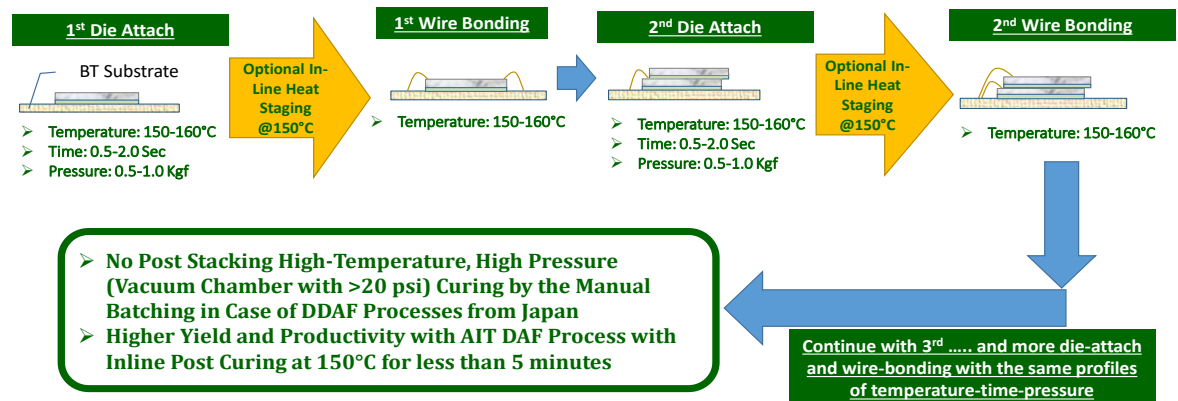 1st Die Attach
BT Substrate
➢ Temperature: 150-160°C
➢ Time: 0.5-2.0 Sec
➢ Pressure: 0.5-1.0 Kgf
Optional In-
Line Heat
Staging
@150°C
1st Wire Bonding
➢ Temperature: 150-160°C
2nd Die Attach
➢ Temperature: 150-160°C
➢ Time: 0.5-2.0 Sec
➢ Pressure: 0.5-1.0 Kgf
Optional In-
Line Heat
Staging
@150°C
2nd Wire Bonding
➢ Temperature: 150-160°C
Continue with 3rd ..... and more die-attach
and wire-bonding with the same profiles
of temperature-time-pressure
➢ No Post Stacking High-Temperature, High Pressure
(Vacuum Chamber with >20 psi) Curing by the Manual
Batching in Case of DDAF Processes from Japan
➢ Higher Yield and Productivity with AIT DAF Process with
Inline Post Curing at 150°C for less than 5 minutes